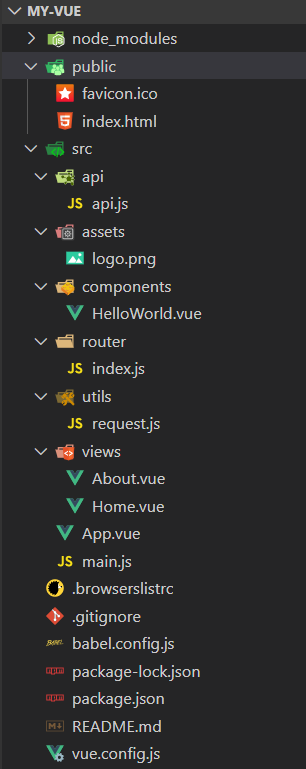 MY-VUE
node_modules
public
favicon.ico
index.html
src
api
JS api.js
assets
logo.png
components
HelloWorld.vue
router
JS index.js
utils
JS request.js
views
About.vue
Home.vue
App.vue
JS main.js
.browserslistrc
.gitignore
BABEL babel.config.js
npm package-lock.json
npm package.json
README.md
vue.config.js